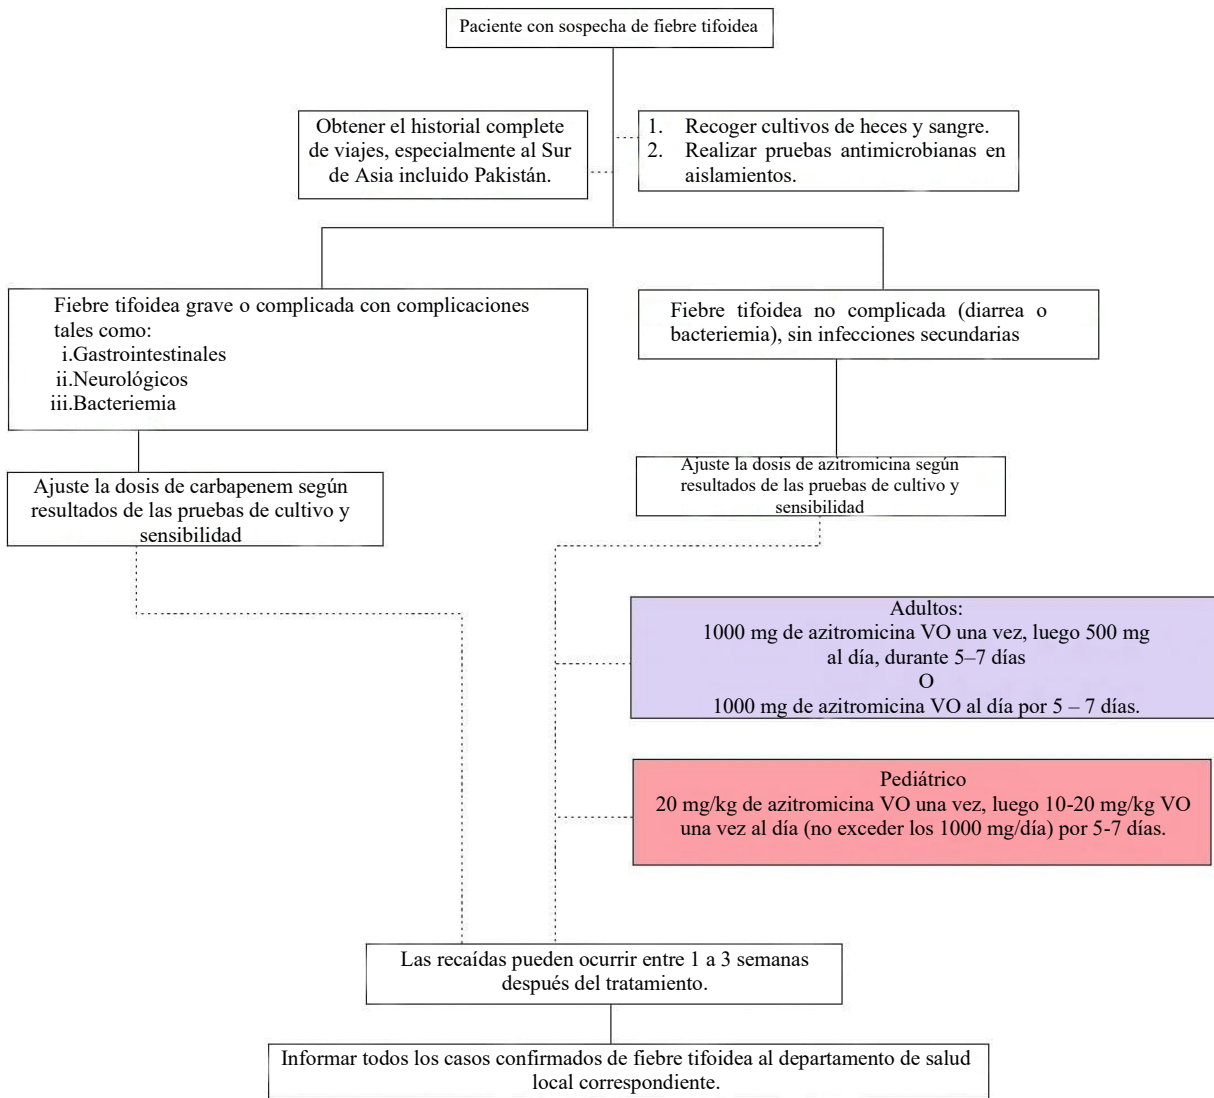 Paciente con sospecha de fiebre tifoidea
Obtener el historial complete
de viajes, especialmente al Sur
de Asia incluido Pakistán.
1. Recoger cultivos de heces y sangre.
2. Realizar pruebas antimicrobianas en
aislamientos.
Fiebre tifoidea grave o complicada con complicaciones
tales como:
i.Gastrointestinales
ii.Neurológicos
iii.Bacteriemia
Fiebre tifoidea no complicada (diarrea o
bacteriemia), sin infecciones secundarias
Ajuste la dosis de carbapenem según
resultados de las pruebas de cultivo y
sensibilidad
Ajuste la dosis de azitromicina según
resultados de las pruebas de cultivo y
sensibilidad
Adultos:
1000 mg de azitromicina VO una vez, luego 500 mg
al día, durante 5–7 días
O
1000 mg de azitromicina VO al día por 5 – 7 días.
Pediátrico
20 mg/kg de azitromicina VO una vez, luego 10-20 mg/kg VO
una vez al día (no exceder los 1000 mg/día) por 5-7 días.
Las recaídas pueden ocurrir entre 1 a 3 semanas
después del tratamiento.
Informar todos los casos confirmados de fiebre tifoidea al departamento de salud
local correspondiente.